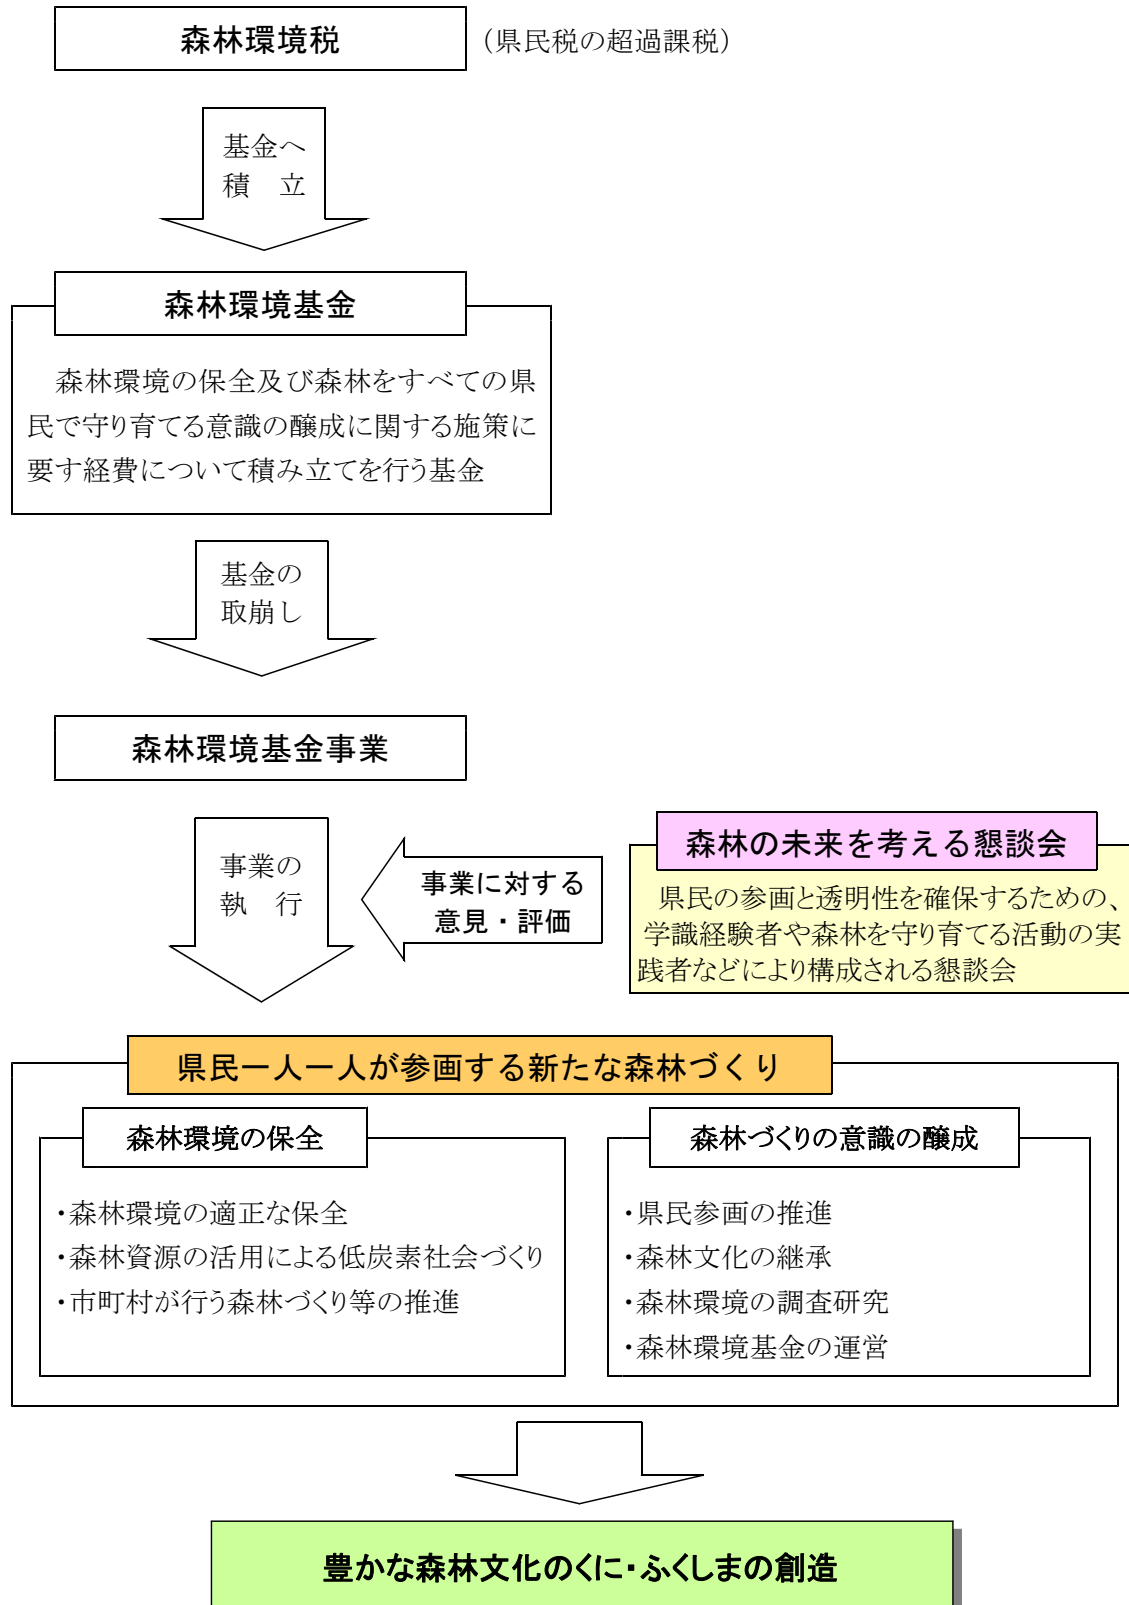 森林環境税
（県民税の超過課税）
基金へ
積　立
森林環境基金
森林環境の保全及び森林をすべての県
民で守り育てる意識の醸成に関する施策に
要す経費について積み立てを行う基金
基金の
取崩し
森林環境基金事業
事業の
執　行
事業に対する
意見・評価
森林の未来を考える懇談会
県民の参画と透明性を確保するための、
学識経験者や森林を守り育てる活動の実
践者などにより構成される懇談会
県民一人一人が参画する新たな森林づくり
森林環境の保全
・森林環境の適正な保全
・森林資源の活用による低炭素社会づくり
・市町村が行う森林づくり等の推進
森林づくりの意識の醸成
・県民参画の推進
・森林文化の継承
・森林環境の調査研究
・森林環境基金の運営
豊かな森林文化のくに・ふくしまの創造